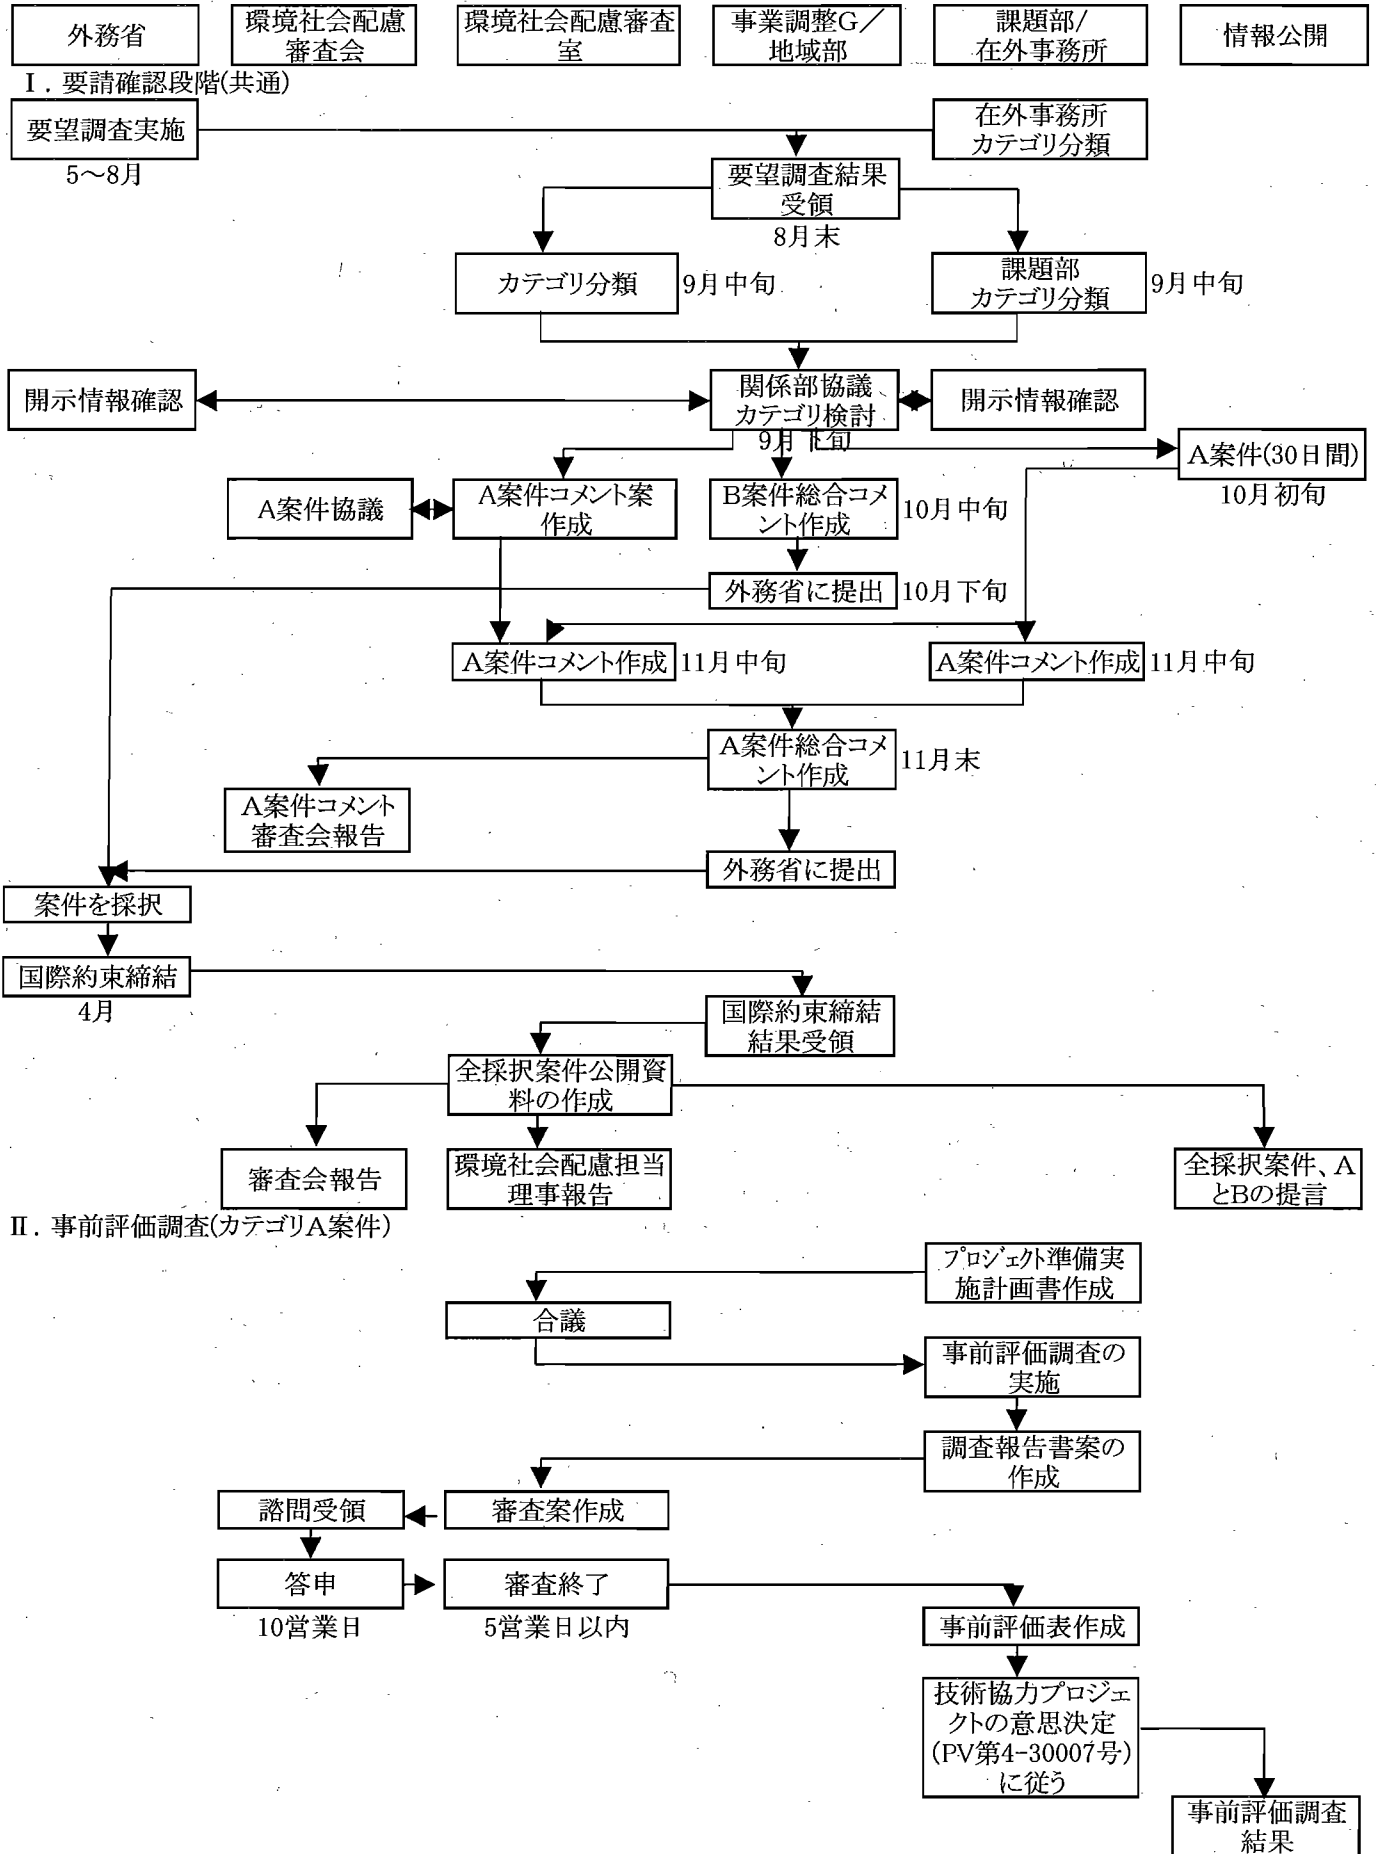 外務省
環境社会配慮
審査会
環境社会配慮審査
室
事業調整G／
地域部
課題部/
在外事務所
情報公開
Ⅰ. 要請確認段階(共通)
要望調査実施
5～8月
在外事務所
カテゴリ分類
要望調査結果
受領
8月末
カテゴリ分類
9月中旬
課題部
カテゴリ分類
9月中旬
開示情報確認
関係部協議
カテゴリ検討
9月下旬
開示情報確認
A案件(30日間)
10月初旬
A案件協議
A案件コメント案
作成
B案件総合コメ
ント作成
10月中旬
外務省に提出
10月下旬
A案件コメント作成
11月中旬
A案件コメント作成
11月中旬
A案件総合コメ
ント作成
11月末
A案件コメント
審査会報告
外務省に提出
案件を採択
国際約束締結
4月
国際約束締結
結果受領
全採択案件公開資
料の作成
審査会報告
環境社会配慮担当
理事報告
全採択案件、A
とBの提言
Ⅱ. 事前評価調査(カテゴリA案件)
プロジェクト準備実
施計画書作成
合議
事前評価調査の
実施
調査報告書案の
作成
諮問受領
審査案作成
答申
10営業日
審査終了
5営業日以内
事前評価表作成
技術協力プロジェ
クトの意思決定
(PV第4-30007号)
に従う
事前評価調査
結果